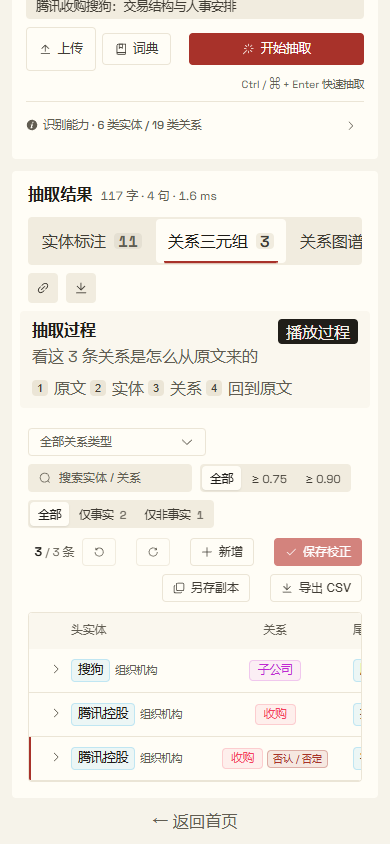 腾讯收购搜狗：交易结构与人事安排
上传 词典 开始抽取
Ctrl / ⌘ + Enter 快速抽取
识别能力 · 6 类实体 / 19 类关系
抽取结果 117 字 · 4 句 · 1.6 ms
实体标注 11 关系三元组 3 关系图谱
抽取过程 播放过程
看这 3 条关系是怎么从原文来的
1 原文 2 实体 3 关系 4 回到原文
全部关系类型
搜索实体 / 关系 全部 ≥ 0.75 ≥ 0.90
全部 仅事实 2 仅非事实 1
3 / 3 条 新增 保存校正
另存副本 导出 CSV
头实体 关系
搜狗 组织机构 子公司
腾讯控股 组织机构 收购
腾讯控股 组织机构 收购 否认 / 否定
← 返回首页